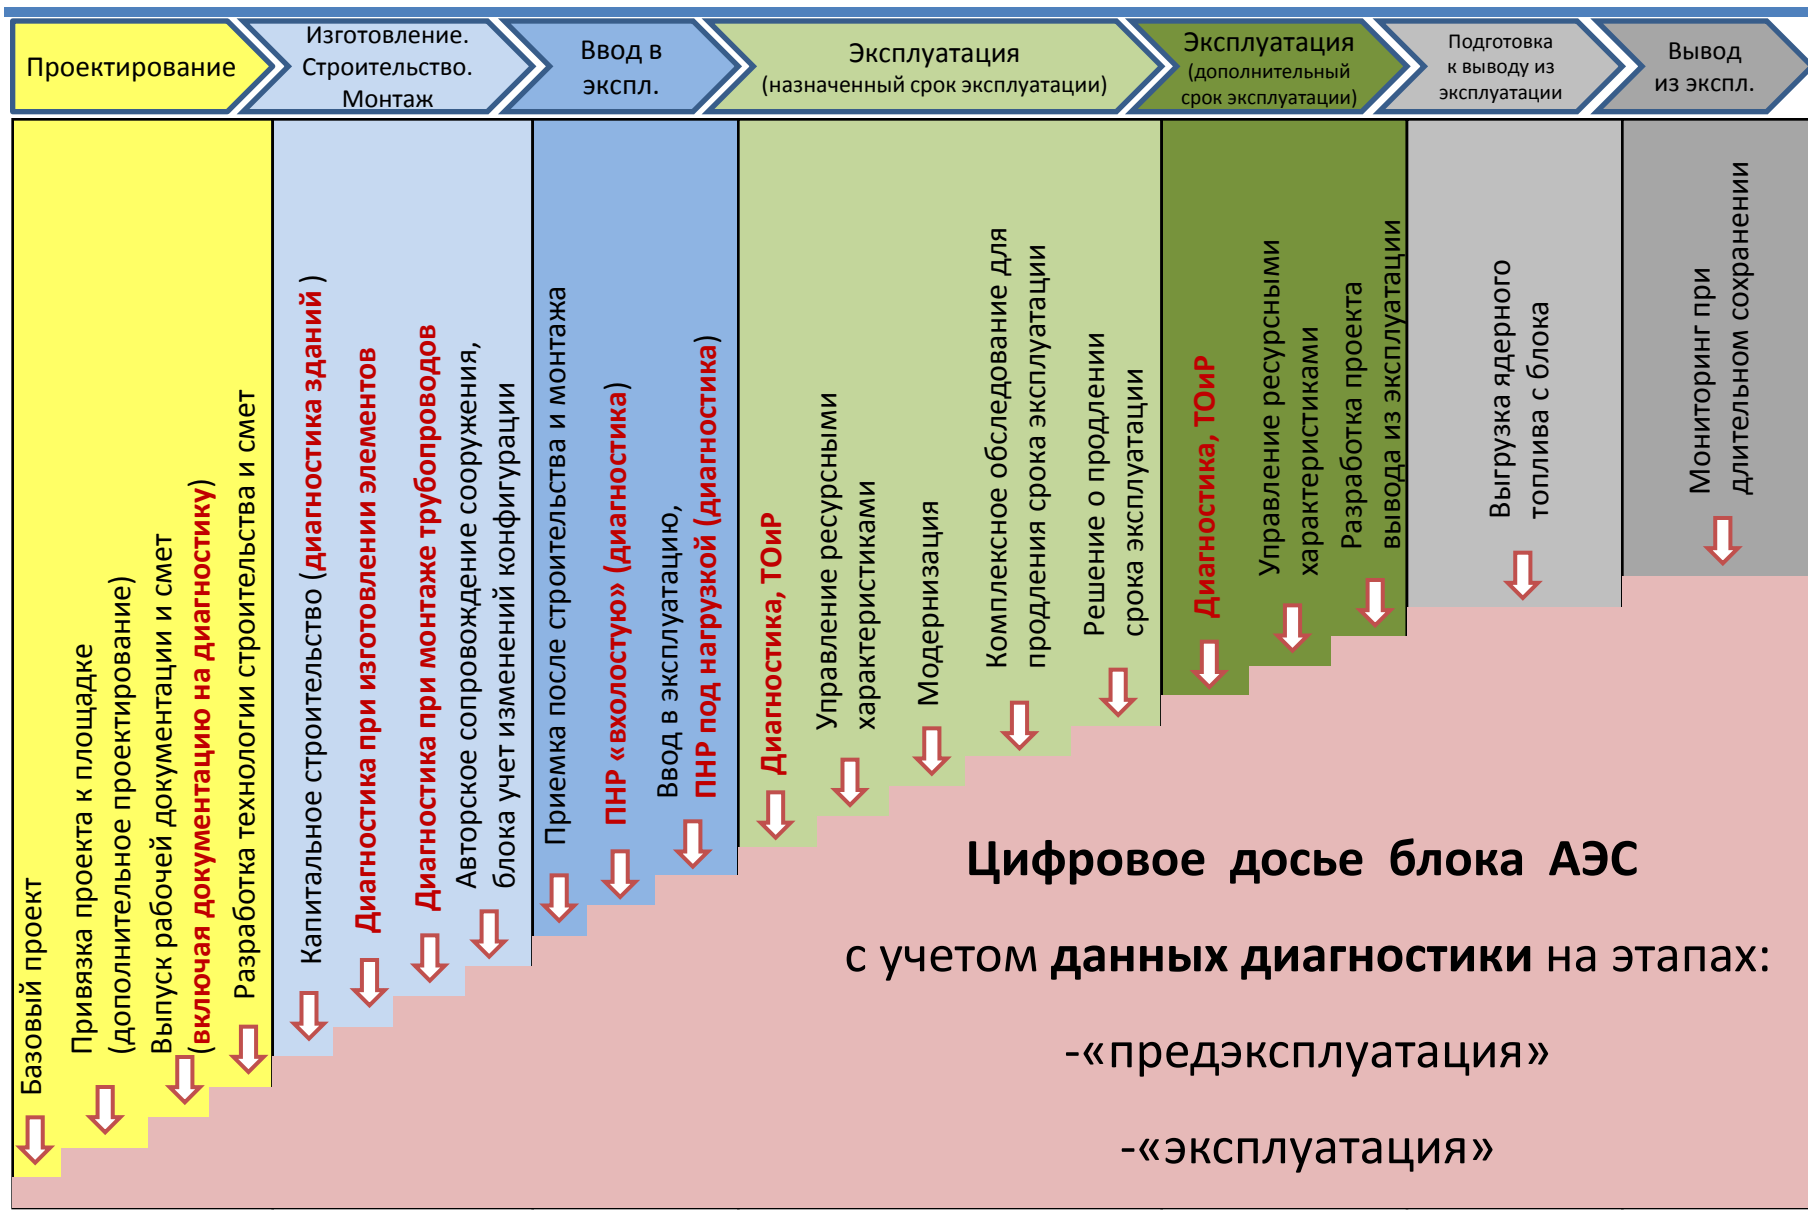 Проектирование
Изготовление.
Строительство.
Монтаж
Ввод в
экспл.
Эксплуатация
(назначенный срок эксплуатации)
Эксплуатация
(дополнительный
срок эксплуатации)
Подготовка
к выводу из
эксплуатации
Вывод
из экспл.
Базовый проект
Привязка проекта к площадке
(дополнительное проектирование)
Выпуск рабочей документации и смет
(включая документацию на диагностику)
Разработка технологии строительства и смет
Капитальное строительство (диагностика зданий )
Диагностика при изготовлении элементов
Диагностика при монтаже трубопроводов
Авторское сопровождение сооружения,
блока учет изменений конфигурации
Приемка после строительства и монтажа
ПНР «вхолостую» (диагностика)
Ввод в эксплуатацию,
ПНР под нагрузкой (диагностика)
Диагностика, ТОиР
Управление ресурсными
характеристиками
Модернизация
Комплексное обследование для
продления срока эксплуатации
Решение о продлении
срока эксплуатации
Диагностика, ТОиР
Управление ресурсными
характеристиками
Разработка проекта
вывода из эксплуатации
Выгрузка ядерного
топлива с блока
Мониторинг при
длительном сохранении
Цифровое досье блока АЭС
с учетом данных диагностики на этапах:
-«предэксплуатация»
-«эксплуатация»